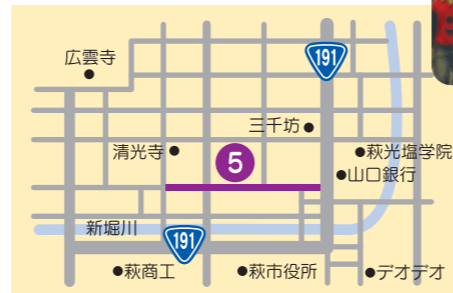 広雲寺
191
三千坊
清光寺
5
萩光塩学院
山口銀行
新堀川
191
萩商工
萩市役所
デオデオ